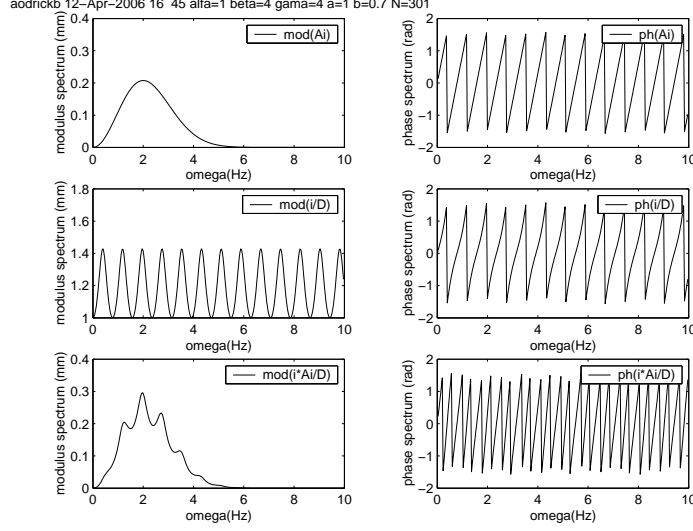 aodrickb 12−Apr−2006 16 45 alfa=1 beta=4 gama=4 a=1 b=0.7 N=301
modulus spectrum (mm)
0.4
0.3
0.2
0.1
0
0 2 4 6 8 10
omega(Hz)
mod(Ai)
phase spectrum (rad)
2
1
0
−1
−2
0 2 4 6 8 10
omega(Hz)
ph(Ai)
modulus spectrum (mm)
1.8
1.6
1.4
1.2
1
0 2 4 6 8 10
omega(Hz)
mod(i/D)
phase spectrum (rad)
2
1
0
−1
−2
0 2 4 6 8 10
omega(Hz)
ph(i/D)
modulus spectrum (mm)
0.4
0.3
0.2
0.1
0
0 2 4 6 8 10
omega(Hz)
mod(i*Ai/D)
phase spectrum (rad)
2
1
0
−1
−2
0 2 4 6 8 10
omega(Hz)
ph(i*Ai/D)